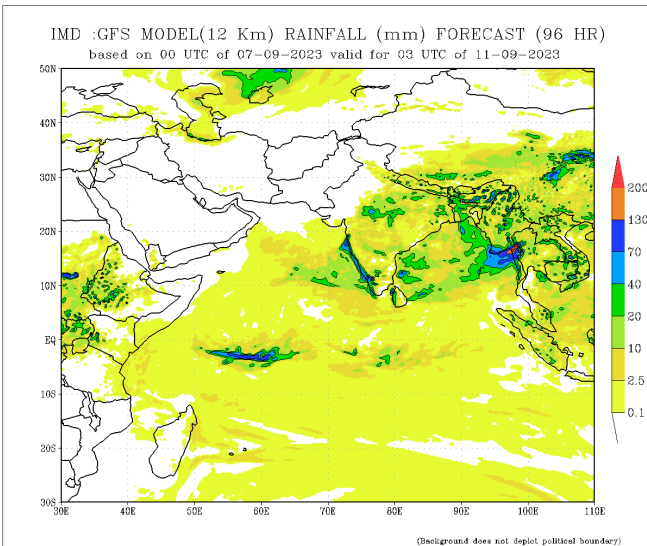 IMD :GFS MODEL(12 Km) RAINFALL (mm) FORECAST (96 HR)
based on 00 UTC of 07-09-2023 valid for 03 UTC of 11-09-2023
50N
40N
30N
20N
10N
EQ
10S
20S
30S
30E 40E 50E 60E 70E 80E 90E 100E 110E
200
130
70
40
20
10
2.5
0.1
(Background does not depict political boundary)